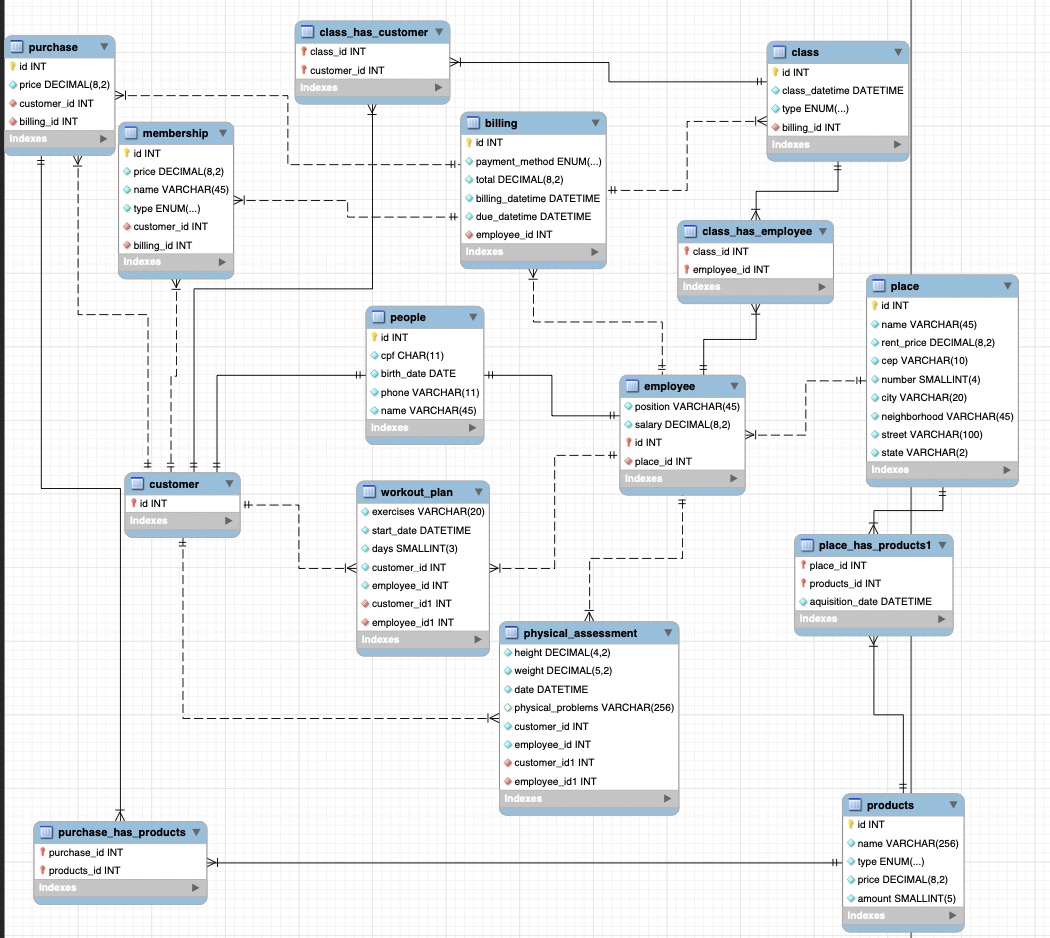 purchase
id INT
price DECIMAL(8,2)
customer_id INT
billing_id INT
Indexes
class_has_customer
class_id INT
customer_id INT
Indexes
class
id INT
class_datetime DATETIME
type ENUM(...)
billing_id INT
Indexes
membership
id INT
price DECIMAL(8,2)
name VARCHAR(45)
type ENUM(...)
customer_id INT
billing_id INT
Indexes
billing
id INT
payment_method ENUM(...)
total DECIMAL(8,2)
billing_datetime DATETIME
due_datetime DATETIME
employee_id INT
Indexes
class_has_employee
class_id INT
employee_id INT
Indexes
place
id INT
name VARCHAR(45)
rent_price DECIMAL(8,2)
cep VARCHAR(10)
number SMALLINT(4)
city VARCHAR(20)
neighborhood VARCHAR(45)
street VARCHAR(100)
state VARCHAR(2)
Indexes
people
id INT
cpf CHAR(11)
birth_date DATE
phone VARCHAR(11)
name VARCHAR(45)
Indexes
employee
position VARCHAR(45)
salary DECIMAL(8,2)
id INT
place_id INT
Indexes
customer
id INT
Indexes
workout_plan
exercises VARCHAR(20)
start_date DATETIME
days SMALLINT(3)
customer_id INT
employee_id INT
customer_id1 INT
employee_id1 INT
Indexes
place_has_products1
place_id INT
products_id INT
aquisition_date DATETIME
Indexes
physical_assessment
height DECIMAL(4,2)
weight DECIMAL(5,2)
date DATETIME
physical_problems VARCHAR(256)
customer_id INT
employee_id INT
customer_id1 INT
employee_id1 INT
Indexes
purchase_has_products
purchase_id INT
products_id INT
Indexes
products
id INT
name VARCHAR(256)
type ENUM(...)
price DECIMAL(8,2)
amount SMALLINT(5)
Indexes